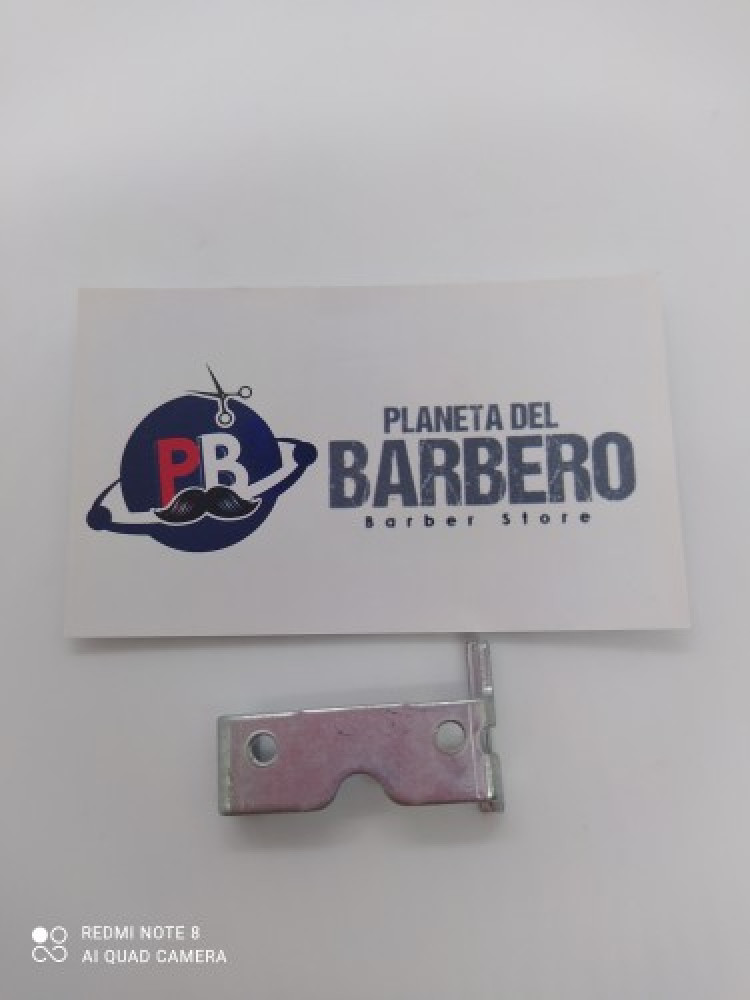 PB
PLANETA DEL
BARBERO
Barber Store
REDMI NOTE 8
AI QUAD CAMERA